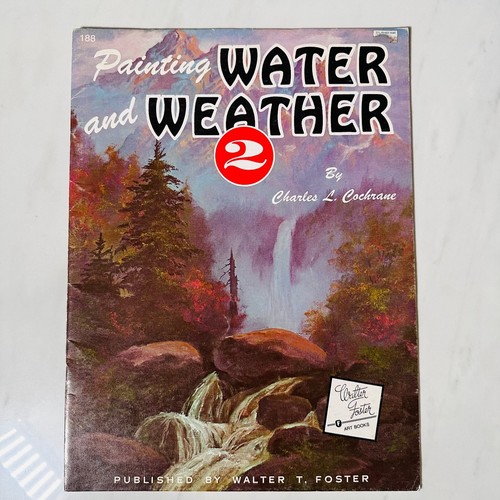 188
Painting WATER
and WEATHER
2
By
Charles L. Cochrane
Walter
Foster
ART BOOKS
PUBLISHED BY WALTER T. FOSTER